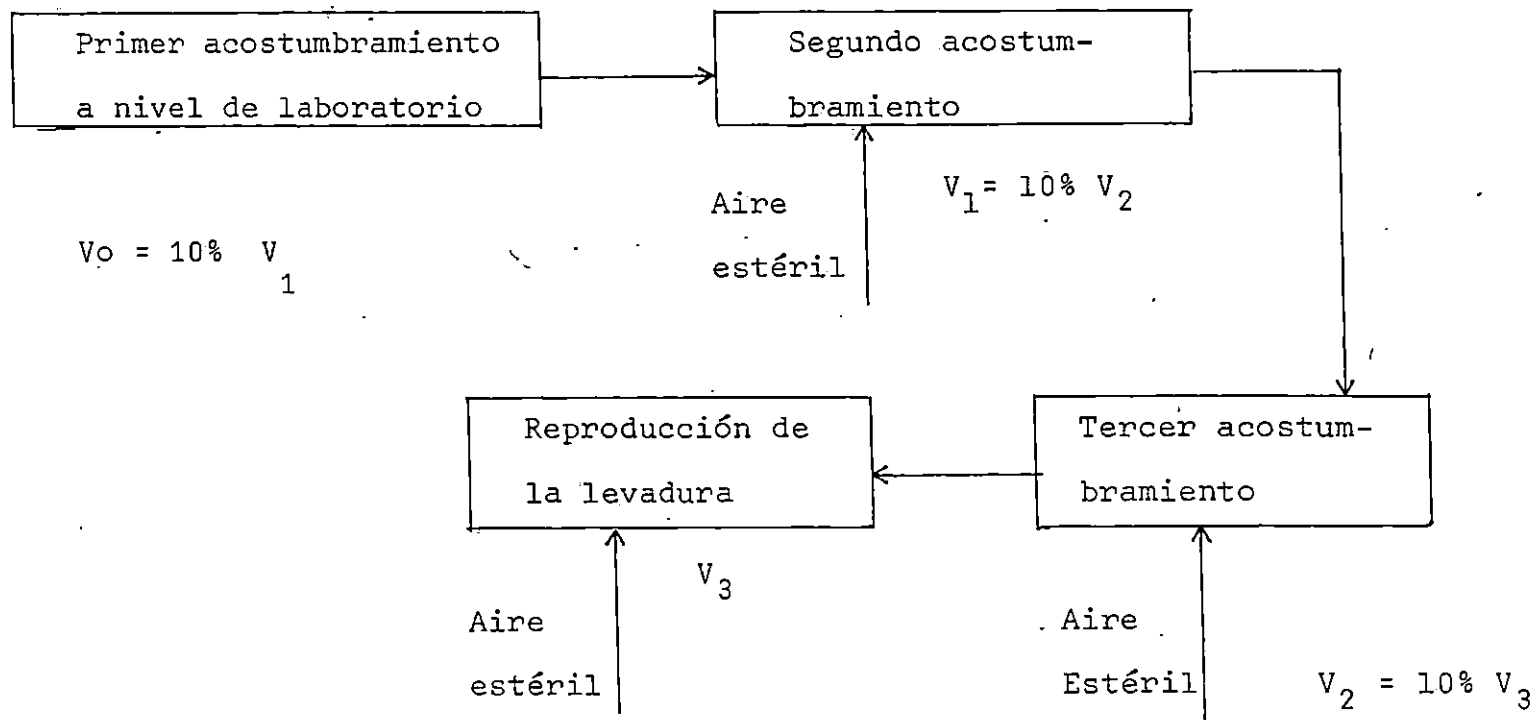 Primer acostumbramiento
a nivel de laboratorio
Segundo acostum-
bramiento
Vo = 10% V
1
Aire
estéril
V1 = 10% V2
Reproducción de
la levadura
Tercer acostum-
bramiento
Aire
estéril
V3
Aire
Estéril
V2 = 10% V3